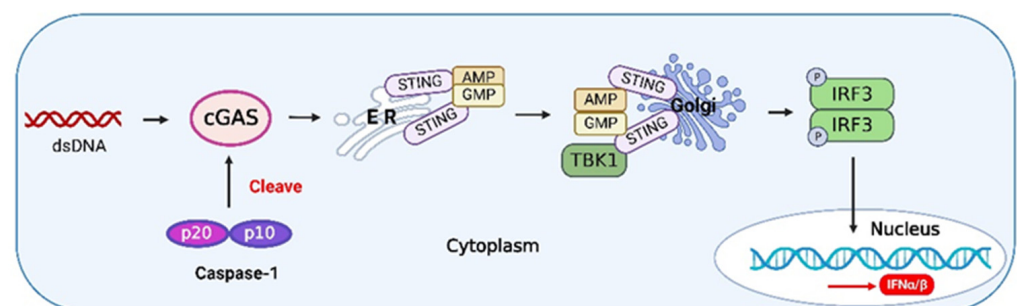 dsDNA
cGAS
Cleave
p20
p10
Caspase-1
ER
STING
AMP
GMP
STING
STING
AMP
GMP
STING
TBK1
Golgi
P
IRF3
IRF3
P
Cytoplasm
Nucleus
IFNα/β